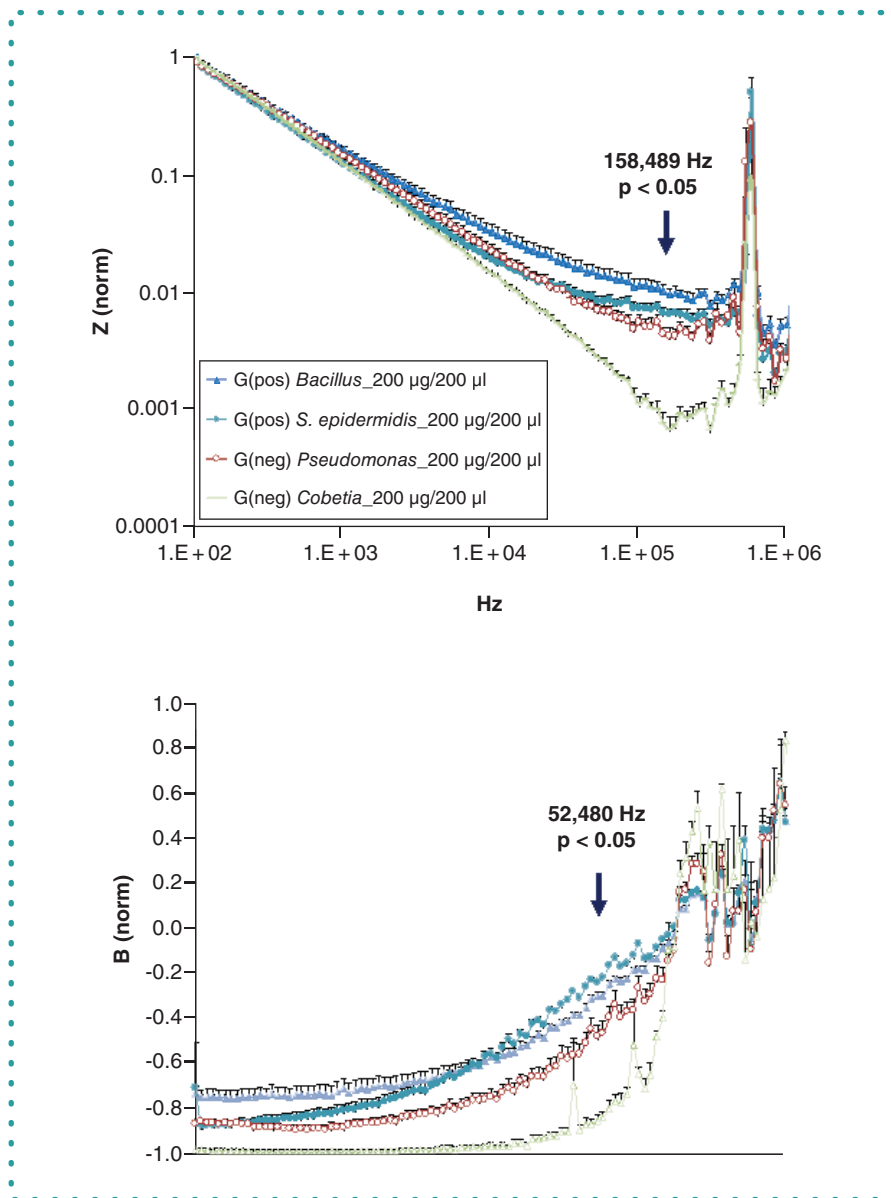 1
0.1
0.01
0.001
0.0001
Z (norm)
158,489 Hz
p < 0.05
G(pos) Bacillus_200 µg/200 µl
G(pos) S. epidermidis_200 µg/200 µl
G(neg) Pseudomonas_200 µg/200 µl
G(neg) Cobetia_200 µg/200 µl
1.E + 02 1.E + 03 1.E + 04 1.E + 05 1.E + 06
Hz
1.0
0.8
0.6
0.4
0.2
0.0
-0.2
-0.4
-0.6
-0.8
-1.0
B (norm)
52,480 Hz
p < 0.05